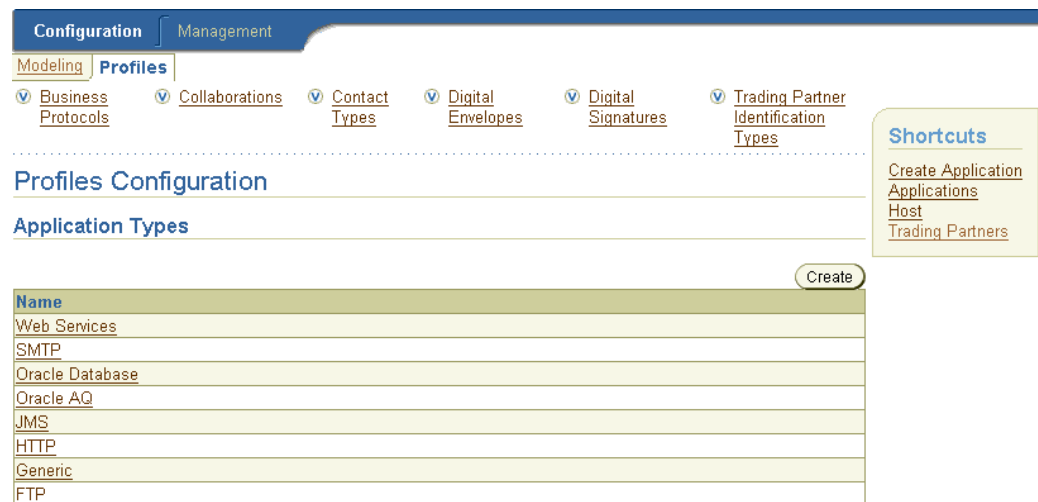 Configuration Management
Modeling Profiles
Business Protocols
Collaborations
Contact Types
Digital Envelopes
Digital Signatures
Trading Partner Identification Types
Shortcuts
Create Application
Applications
Host
Trading Partners
Profiles Configuration
Application Types
Create
Name
Web Services
SMTP
Oracle Database
Oracle AQ
JMS
HTTP
Generic
FTP